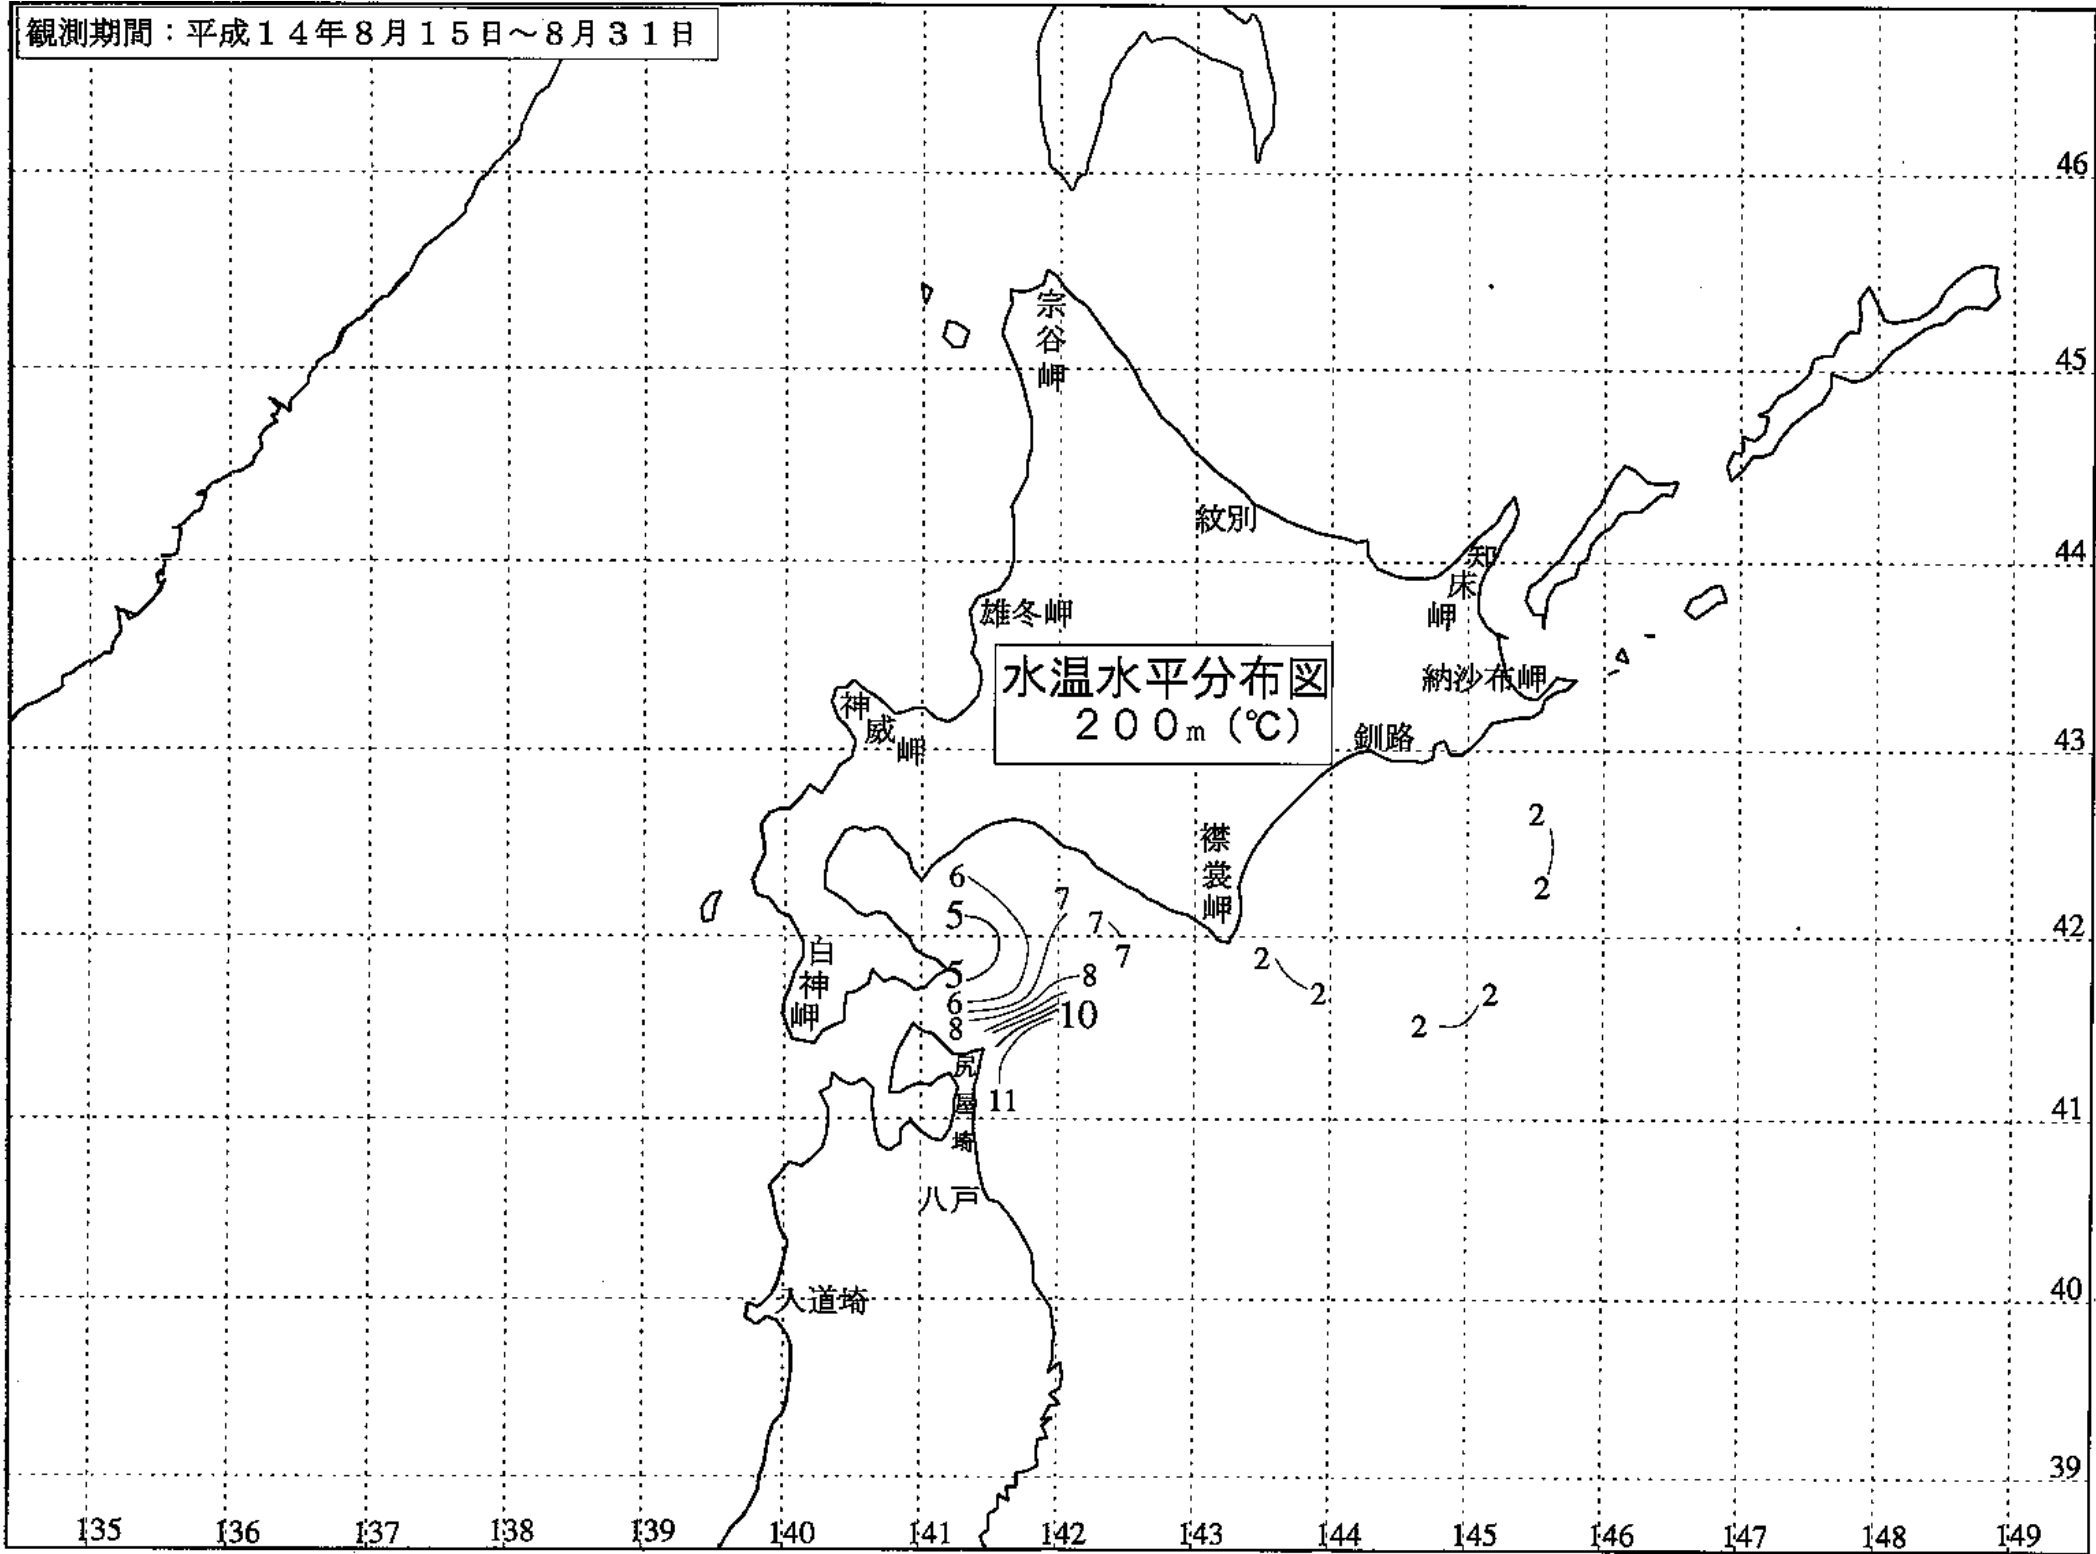 観測期間：平成１４年８月１５日～８月３１日
46
宗谷岬
45
紋別
44
知床岬
雄冬岬
水温水平分布図
２００ｍ（℃）
納沙布岬
神威岬
釧路
43
2
襟裳岬
6
2
7
5
7
42
白神岬
7
2
5
8
2
2
6
10
2
8
尻屋埼
11
41
八戸
入道埼
40
39
135 136 137 138 139 140 141 142 143 144 145 146 147 148 149